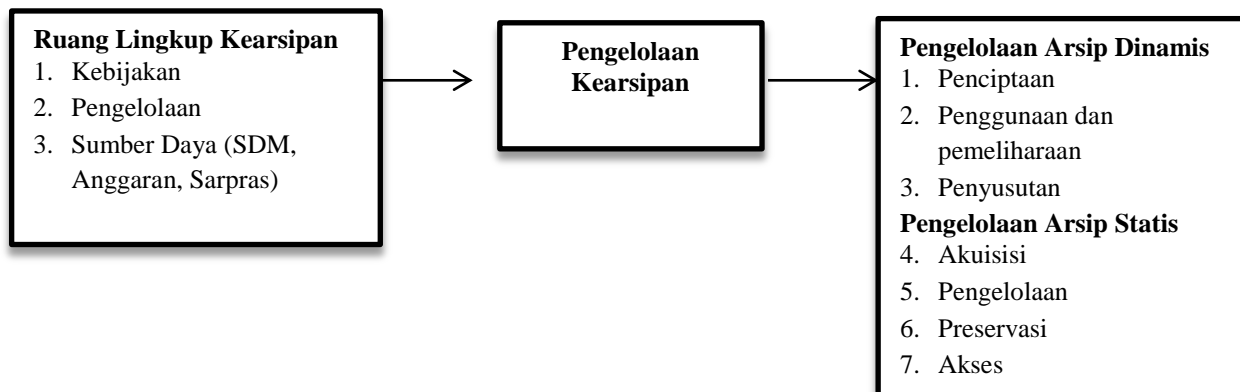 Ruang Lingkup Kearsipan
1. Kebijakan
2. Pengelolaan
3. Sumber Daya (SDM,
Anggaran, Sarpras)
Pengelolaan
Kearsipan
Pengelolaan Arsip Dinamis
1. Penciptaan
2. Penggunaan dan
pemeliharaan
3. Penyusutan
Pengelolaan Arsip Statis
4. Akuisisi
5. Pengelolaan
6. Preservasi
7. Akses